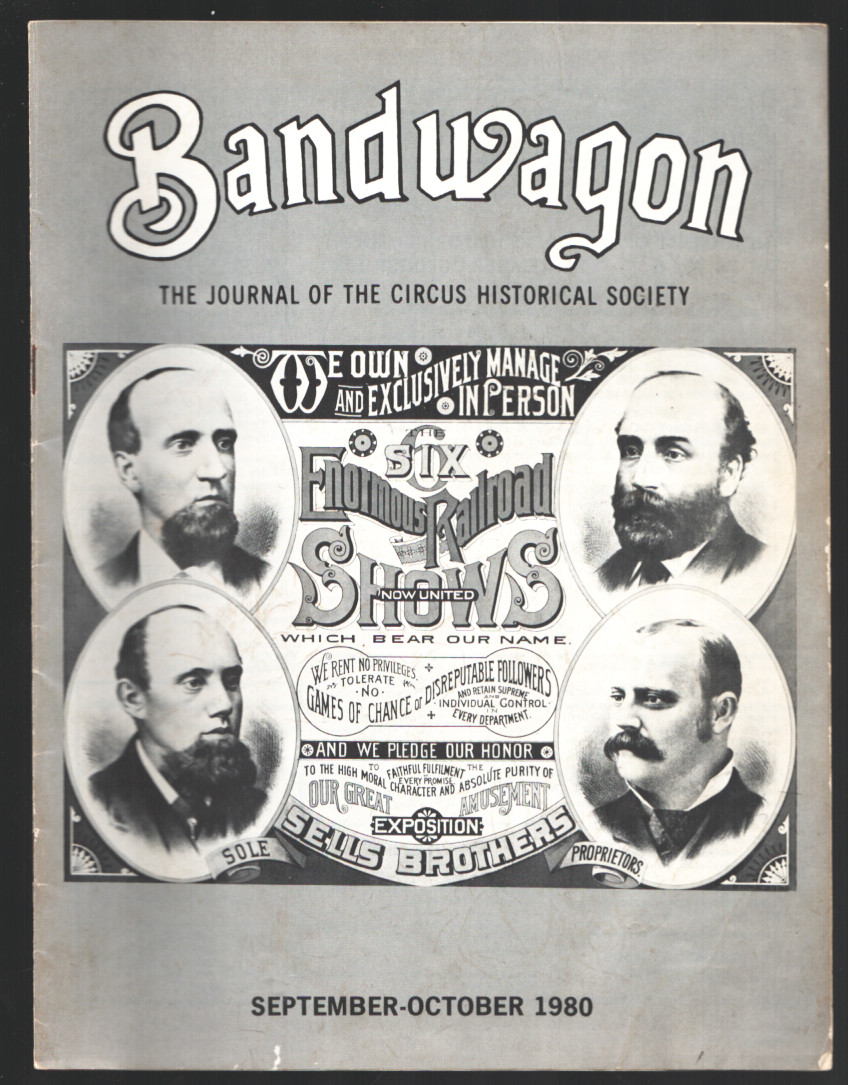 Bandwagon
THE JOURNAL OF THE CIRCUS HISTORICAL SOCIETY
WE OWN AND EXCLUSIVELY MANAGE IN PERSON
THE
SIX
Enormous Railroad
SHOWS
NOW UNITED
WHICH BEAR OUR NAME.
WE RENT NO PRIVILEGES,
TOLERATE
NO
GAMES OF CHANCE or DISREPUTABLE FOLLOWERS
AND RETAIN SUPREME
AND
INDIVIDUAL CONTROL
IN
EVERY DEPARTMENT.
AND WE PLEDGE OUR HONOR
TO THE HIGH MORAL CHARACTER AND THE ABSOLUTE PURITY OF
TO FAITHFUL FULFILMENT
EVERY PROMISE
OUR GREAT AMUSEMENT
EXPOSITION
SELLS BROTHERS
SOLE
PROPRIETORS.
SEPTEMBER-OCTOBER 1980